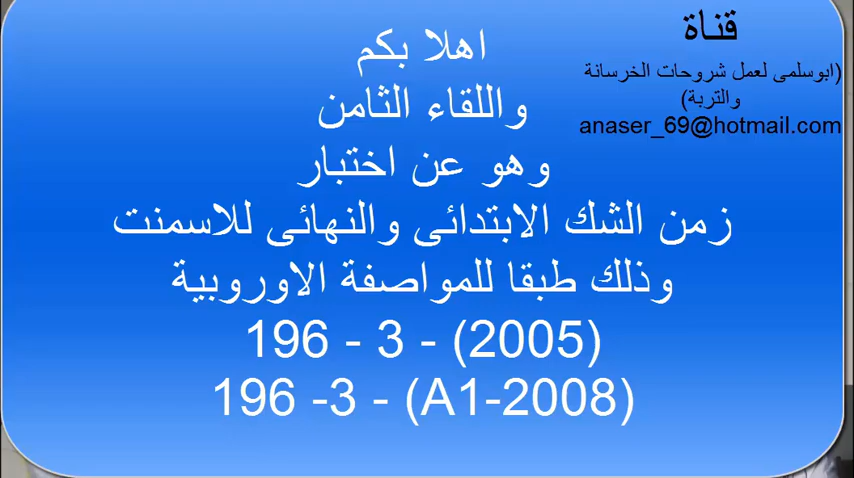 قناة
(ابوسلمى لعمل شروحات الخرسانة
والتربة)
anaser_69@hotmail.com
اهلا بكم
واللقاء الثامن
وهو عن اختبار
زمن الشك الابتدائى والنهائى للاسمنت
وذلك طبقا للمواصفة الاوروبية
196 - 3 - (2005)
196 -3 - (A1-2008)